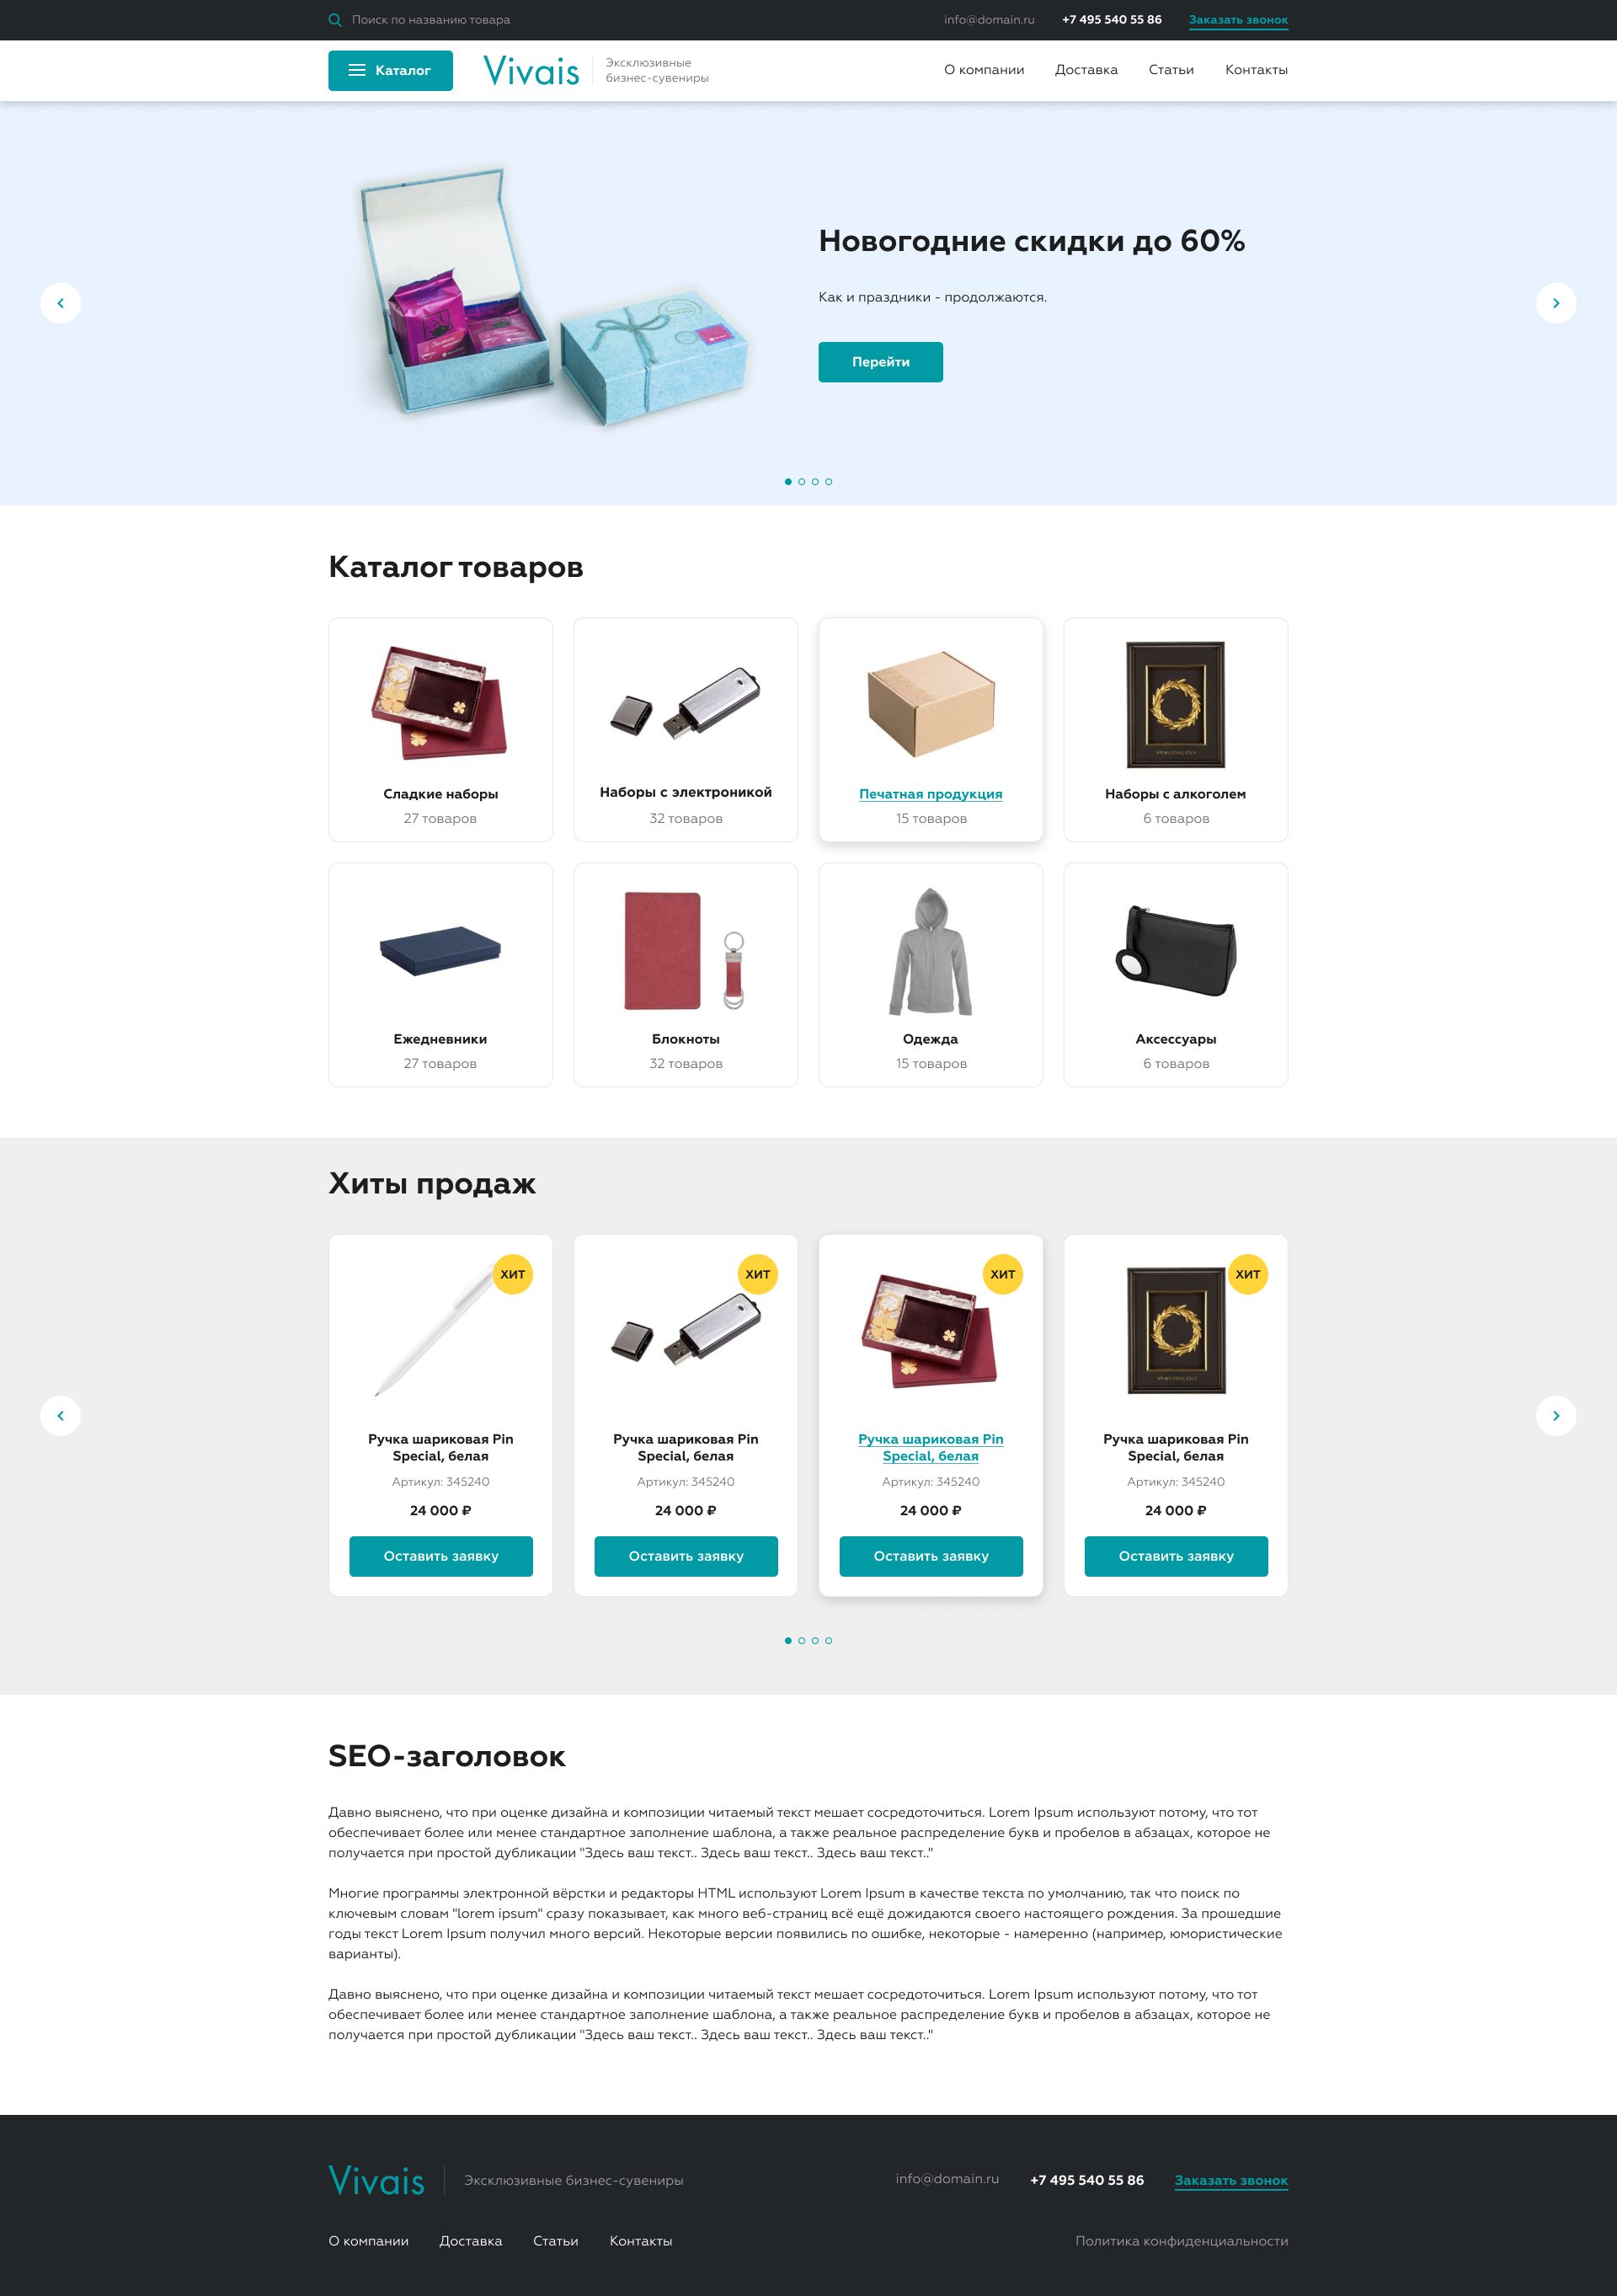 Поиск по названию товара
info@domain.ru
+7 495 540 55 86
Заказать звонок
Каталог
Vivais
Эксклюзивные
бизнес-сувениры
О компании
Доставка
Статьи
Контакты
Новогодние скидки до 60%
Как и праздники - продолжаются.
Перейти
Каталог товаров
Сладкие наборы
27 товаров
Наборы с электроникой
32 товаров
Печатная продукция
15 товаров
Наборы с алкоголем
6 товаров
Ежедневники
27 товаров
Блокноты
32 товаров
Одежда
15 товаров
Аксессуары
6 товаров
Хиты продаж
ХИТ
Ручка шариковая Pin
Special, белая
Артикул: 345240
24 000 ₽
Оставить заявку
ХИТ
Ручка шариковая Pin
Special, белая
Артикул: 345240
24 000 ₽
Оставить заявку
ХИТ
Ручка шариковая Pin
Special, белая
Артикул: 345240
24 000 ₽
Оставить заявку
ХИТ
Ручка шариковая Pin
Special, белая
Артикул: 345240
24 000 ₽
Оставить заявку
SEO-заголовок
Давно выяснено, что при оценке дизайна и композиции читаемый текст мешает сосредоточиться. Lorem Ipsum используют потому, что тот
обеспечивает более или менее стандартное заполнение шаблона, а также реальное распределение букв и пробелов в абзацах, которое не
получается при простой дубликации "Здесь ваш текст.. Здесь ваш текст.. Здесь ваш текст.."
Многие программы электронной вёрстки и редакторы HTML используют Lorem Ipsum в качестве текста по умолчанию, так что поиск по
ключевым словам "lorem ipsum" сразу показывает, как много веб-страниц всё ещё дожидаются своего настоящего рождения. За прошедшие
годы текст Lorem Ipsum получил много версий. Некоторые версии появились по ошибке, некоторые - намеренно (например, юмористические
варианты).
Давно выяснено, что при оценке дизайна и композиции читаемый текст мешает сосредоточиться. Lorem Ipsum используют потому, что тот
обеспечивает более или менее стандартное заполнение шаблона, а также реальное распределение букв и пробелов в абзацах, которое не
получается при простой дубликации "Здесь ваш текст.. Здесь ваш текст.. Здесь ваш текст.."
Vivais
Эксклюзивные бизнес-сувениры
info@domain.ru
+7 495 540 55 86
Заказать звонок
О компании
Доставка
Статьи
Контакты
Политика конфиденциальности